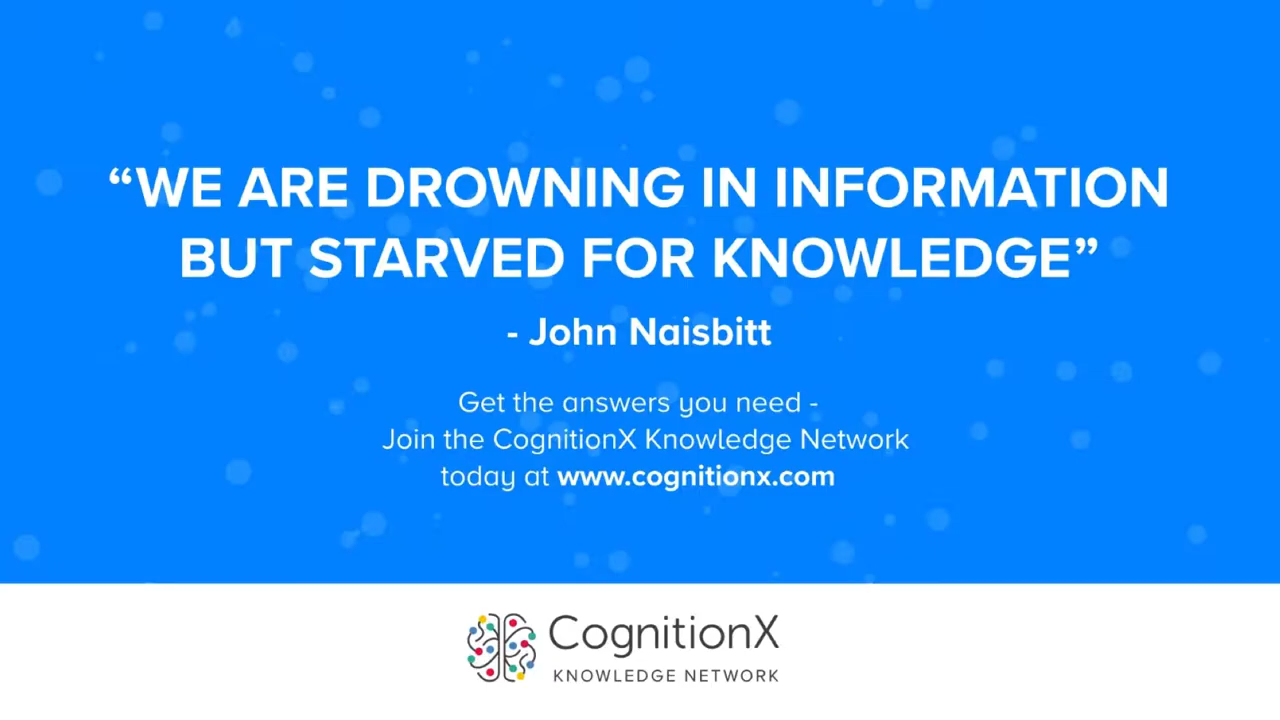 “WE ARE DROWNING IN INFORMATION
BUT STARVED FOR KNOWLEDGE”
- John Naisbitt
Get the answers you need -
Join the CognitionX Knowledge Network
today at www.cognitionx.com
CognitionX
KNOWLEDGE NETWORK